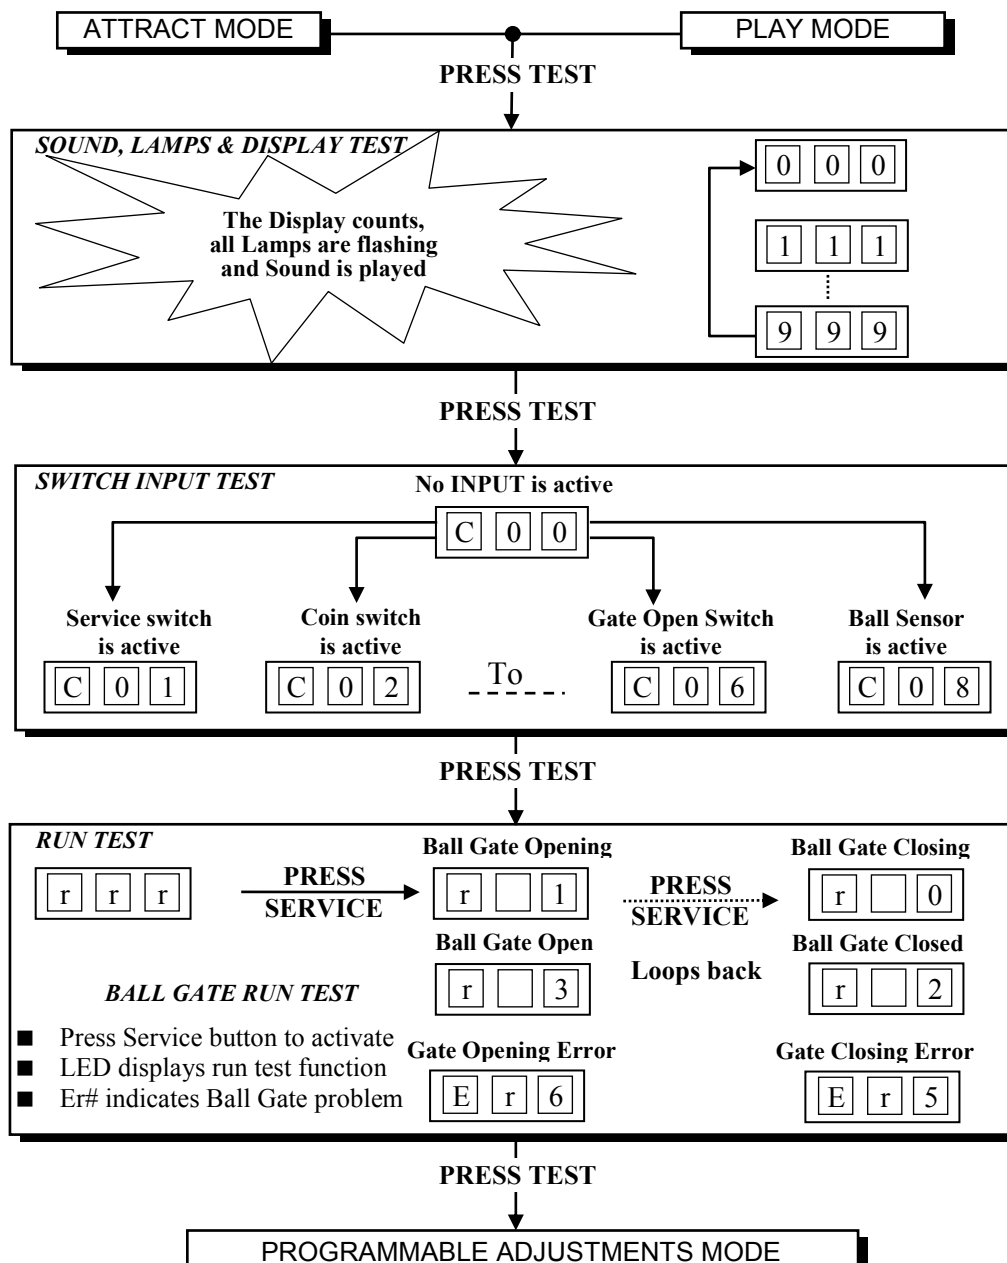 ATTRACT MODE
PLAY MODE
PRESS TEST
SOUND, LAMPS & DISPLAY TEST
The Display counts,
all Lamps are flashing
and Sound is played
0 0 0
1 1 1
9 9 9
PRESS TEST
SWITCH INPUT TEST
No INPUT is active
C 0 0
Service switch
is active
C 0 1
Coin switch
is active
C 0 2
To
Gate Open Switch
is active
C 0 6
Ball Sensor
is active
C 0 8
PRESS TEST
RUN TEST
r r r
PRESS
SERVICE
Ball Gate Opening
r 1
Ball Gate Open
r 3
PRESS
SERVICE
Loops back
Ball Gate Closing
r 0
Ball Gate Closed
r 2
BALL GATE RUN TEST
■ Press Service button to activate
■ LED displays run test function
■ Er# indicates Ball Gate problem
Gate Opening Error
E r 6
Gate Closing Error
E r 5
PRESS TEST
PROGRAMMABLE ADJUSTMENTS MODE